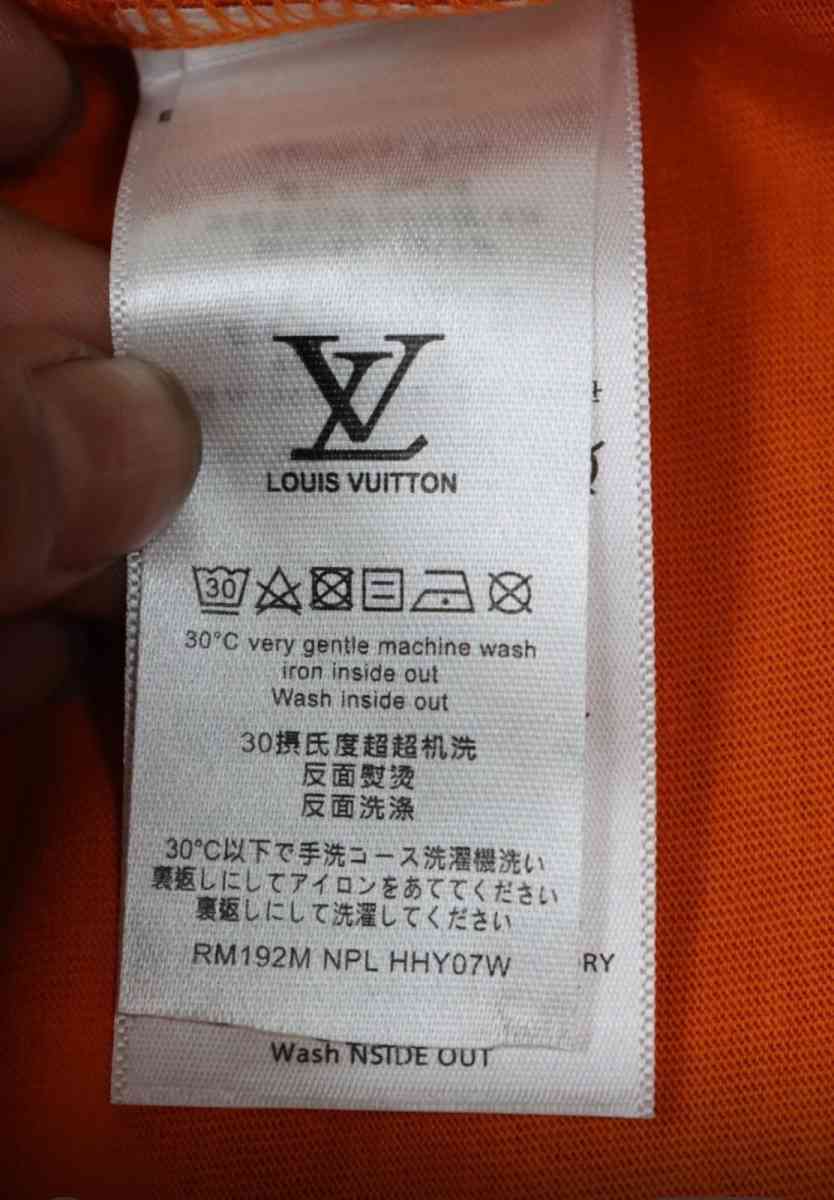 LV
LOUIS VUITTON
30
30°C very gentle machine wash
iron inside out
Wash inside out
30摄氏度超超机洗
反面熨烫
反面洗涤
30°C以下で手洗コース洗濯機洗い
裏返しにしてアイロンをあててください
裏返しにして洗濯してください
RM192M NPL HHY07W
RY
Wash NSIDE OUT